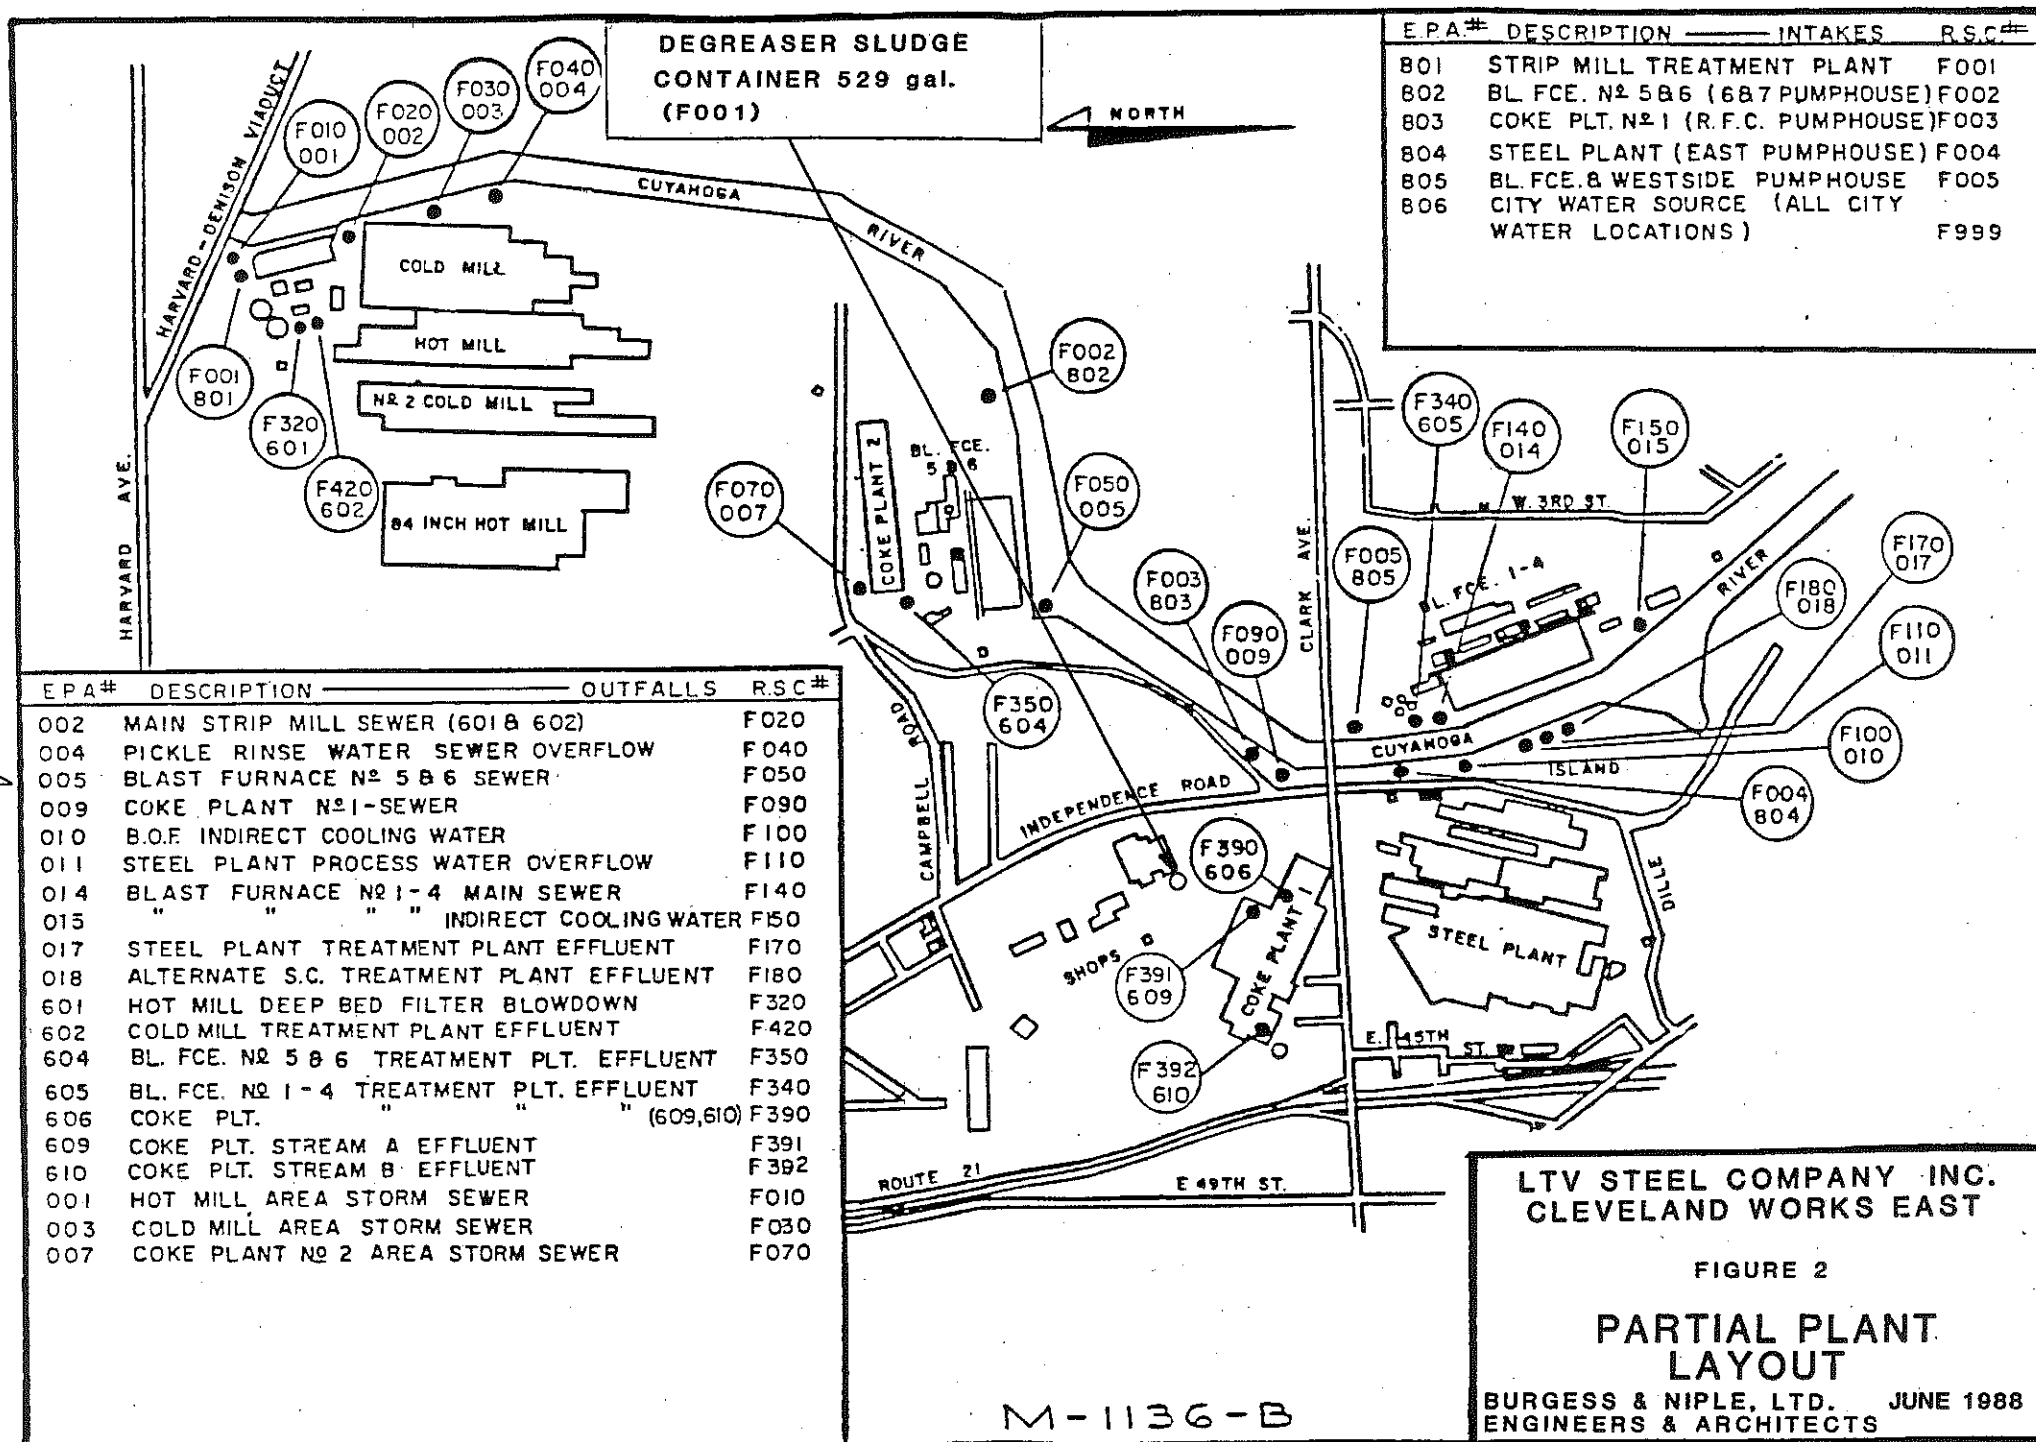 DEGREASER SLUDGE
CONTAINER 529 gal.
(F001)
NORTH
E.P.A.# DESCRIPTION INTAKES R.S.C.#
801 STRIP MILL TREATMENT PLANT F001
802 BL. FCE. Nº 5&6 (6&7 PUMPHOUSE) F002
803 COKE PLT. Nº 1 (R.F.C. PUMPHOUSE) F003
804 STEEL PLANT (EAST PUMPHOUSE) F004
805 BL. FCE. & WESTSIDE PUMPHOUSE F005
806 CITY WATER SOURCE (ALL CITY
WATER LOCATIONS) F999
F010
001
F020
002
F030
003
F040
004
HARVARD-DENISON VIADUCT
CUYAHOGA
RIVER
COLD MILL
HOT MILL
Nº 2 COLD MILL
84 INCH HOT MILL
HARVARD AVE.
F001
801
F320
601
F420
602
F002
802
BL. FCE.
5 & 6
COKE PLANT 2
F070
007
F050
005
F350
604
F003
803
F090
009
CLARK AVE.
F005
805
F340
605
F140
014
F150
015
W. 3RD ST.
BL. FCE. 1-4
RIVER
F170
017
F180
018
F110
011
F100
010
F004
804
CUYAHOGA
ISLAND
INDEPENDENCE ROAD
CAMPBELL ROAD
DILLE
STEEL PLANT
F390
606
F391
609
F392
610
COKE PLANT 1
SHOPS
E. 45TH ST.
ROUTE 21
E 49TH ST.
EPA# DESCRIPTION OUTFALLS R.S.C#
002 MAIN STRIP MILL SEWER (601 & 602) F020
004 PICKLE RINSE WATER SEWER OVERFLOW F040
005 BLAST FURNACE Nº 5 & 6 SEWER F050
009 COKE PLANT Nº 1-SEWER F090
010 B.O.F. INDIRECT COOLING WATER F100
011 STEEL PLANT PROCESS WATER OVERFLOW F110
014 BLAST FURNACE Nº 1-4 MAIN SEWER F140
015 " " " " INDIRECT COOLING WATER F150
017 STEEL PLANT TREATMENT PLANT EFFLUENT F170
018 ALTERNATE S.C. TREATMENT PLANT EFFLUENT F180
601 HOT MILL DEEP BED FILTER BLOWDOWN F320
602 COLD MILL TREATMENT PLANT EFFLUENT F420
604 BL. FCE. Nº 5 & 6 TREATMENT PLT. EFFLUENT F350
605 BL. FCE. Nº 1-4 TREATMENT PLT. EFFLUENT F340
606 COKE PLT. " " " (609,610) F390
609 COKE PLT. STREAM A EFFLUENT F391
610 COKE PLT. STREAM B EFFLUENT F392
001 HOT MILL AREA STORM SEWER F010
003 COLD MILL AREA STORM SEWER F030
007 COKE PLANT Nº 2 AREA STORM SEWER F070
LTV STEEL COMPANY INC.
CLEVELAND WORKS EAST
FIGURE 2
PARTIAL PLANT
LAYOUT
BURGESS & NIPLE, LTD. JUNE 1988
ENGINEERS & ARCHITECTS
M-1136-B